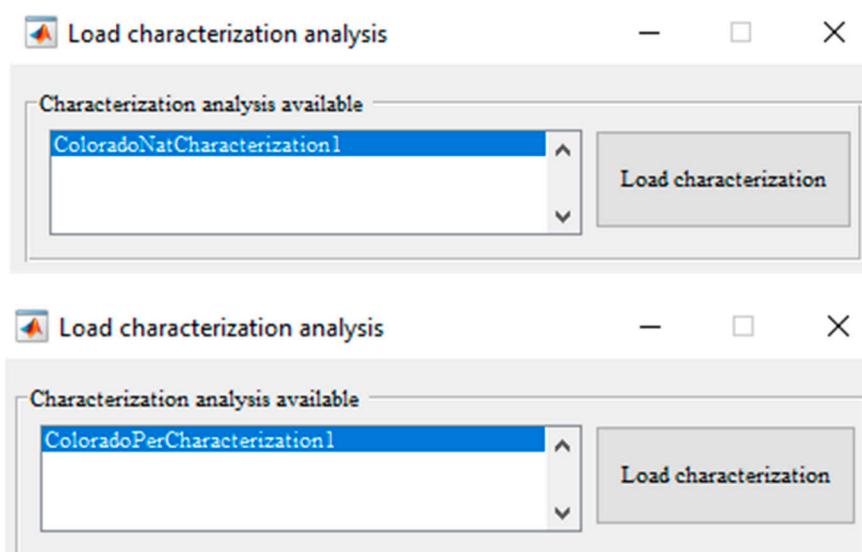 Load characterization analysis
Characterization analysis available
ColoradoNatCharacterization1
Load characterization
Load characterization analysis
Characterization analysis available
ColoradoPerCharacterization1
Load characterization